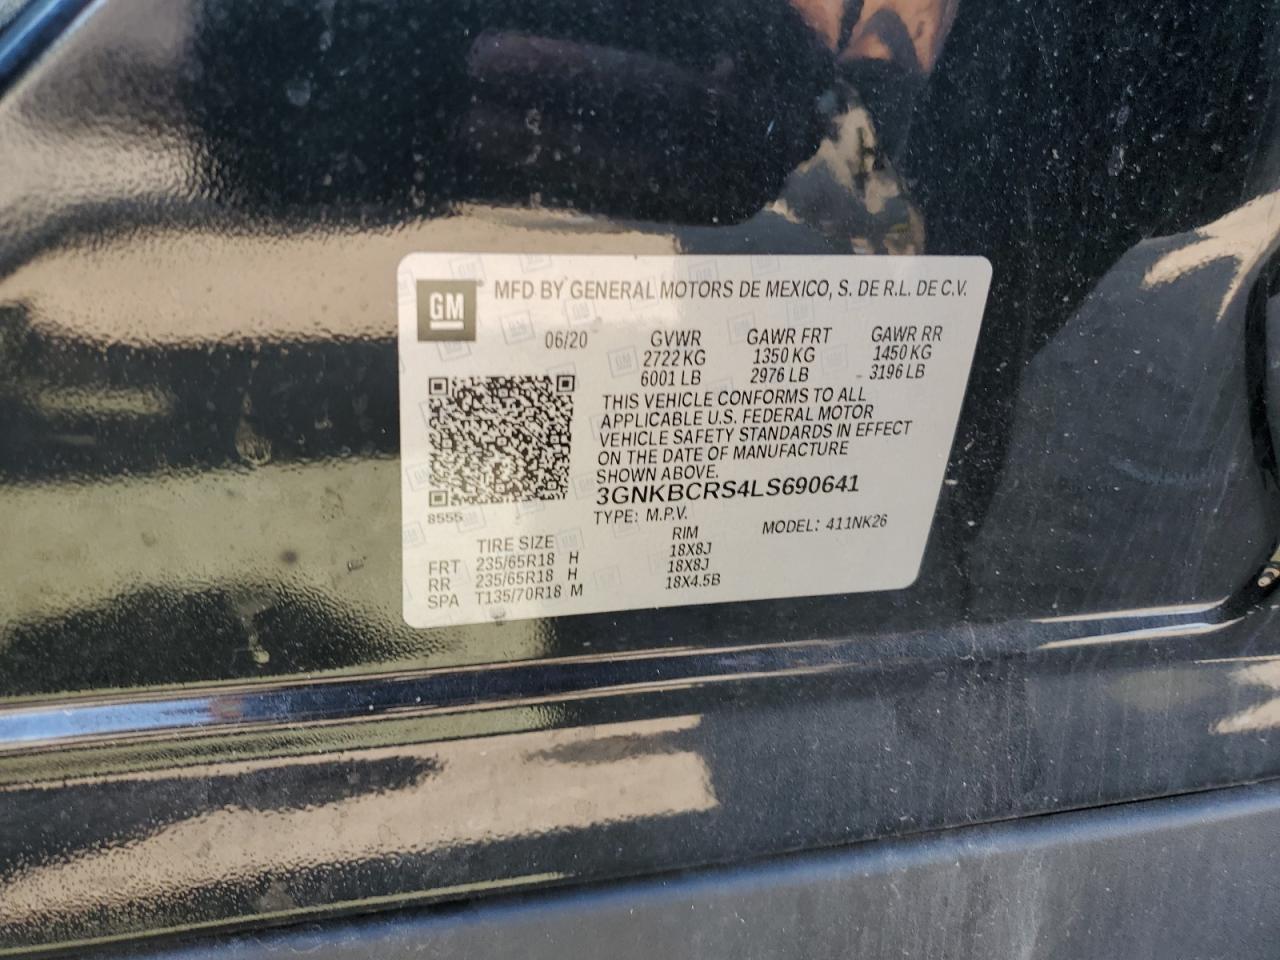 GM MFD BY GENERAL MOTORS DE MEXICO, S. DE R.L. DE C.V.
06/20 GVWR GAWR FRT GAWR RR
2722 KG 1350 KG 1450 KG
6001 LB 2976 LB 3196 LB
THIS VEHICLE CONFORMS TO ALL
APPLICABLE U.S. FEDERAL MOTOR
VEHICLE SAFETY STANDARDS IN EFFECT
ON THE DATE OF MANUFACTURE
SHOWN ABOVE.
3GNKBCRS4LS690641
8555 TYPE: M.P.V. MODEL: 411NK26
TIRE SIZE RIM
FRT 235/65R18 H 18X8J
RR 235/65R18 H 18X8J
SPA T135/70R18 M 18X4.5B